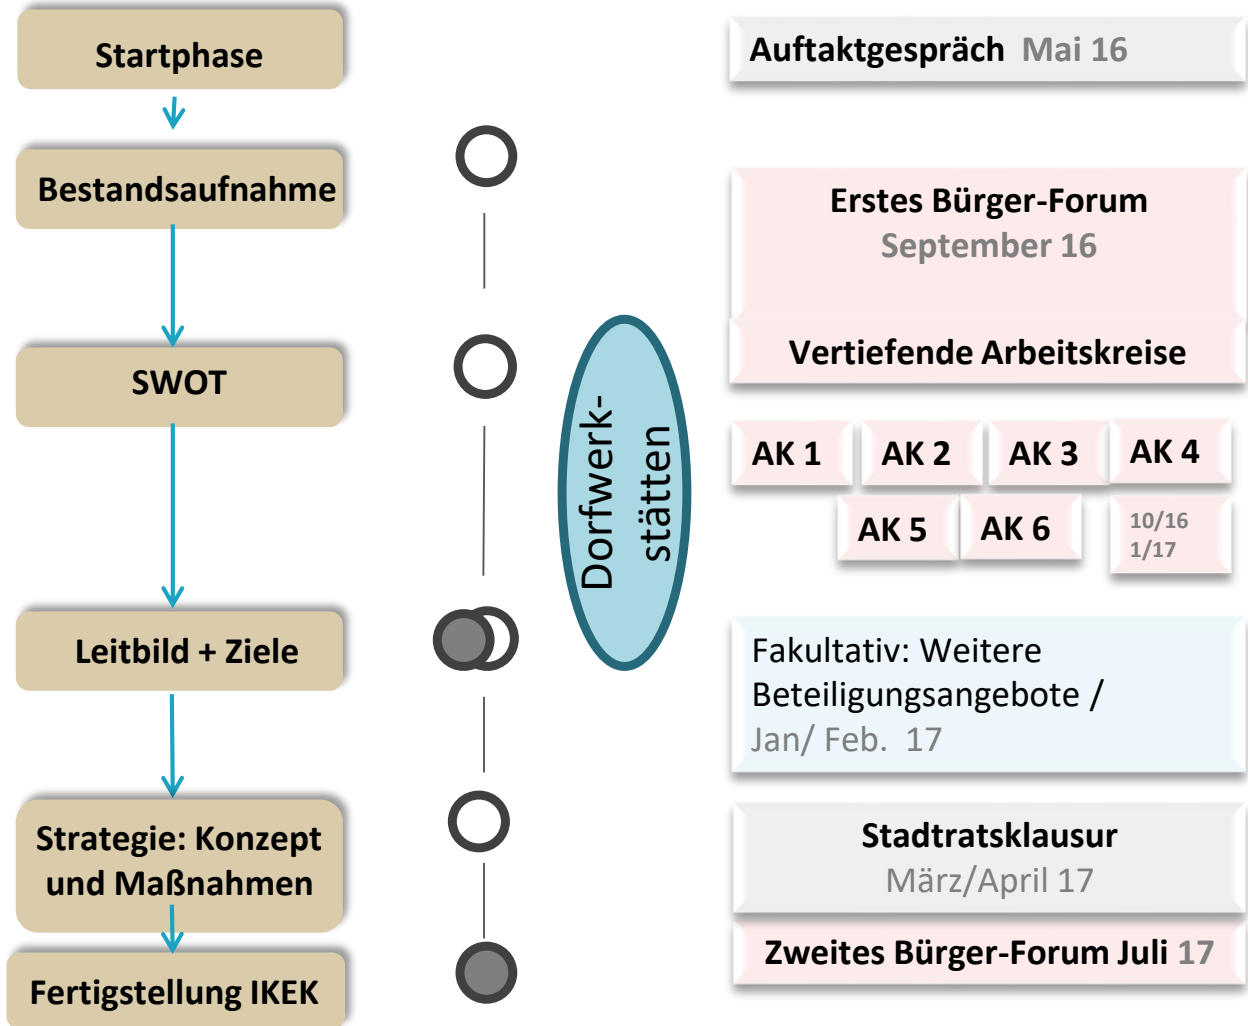 Startphase
Bestandsaufnahme
SWOT
Leitbild + Ziele
Strategie: Konzept
und Maßnahmen
Fertigstellung IKEK
Dorfwerk-
stätten
Auftaktgespräch Mai 16
Erstes Bürger-Forum
September 16
Vertiefende Arbeitskreise
AK 1 AK 2 AK 3 AK 4
AK 5 AK 6
10/16
1/17
Fakultativ: Weitere
Beteiligungsangebote /
Jan/ Feb. 17
Stadtratsklausur
März/April 17
Zweites Bürger-Forum Juli 17